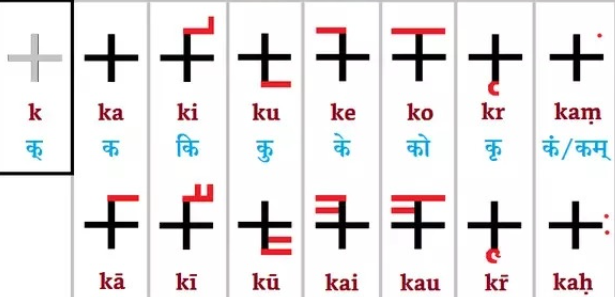 k ka ki ku ke ko kr kaṃ
क् क कि कु के को कृ कं/कम्
kā kī kū kai kau kr̄ kaḥ